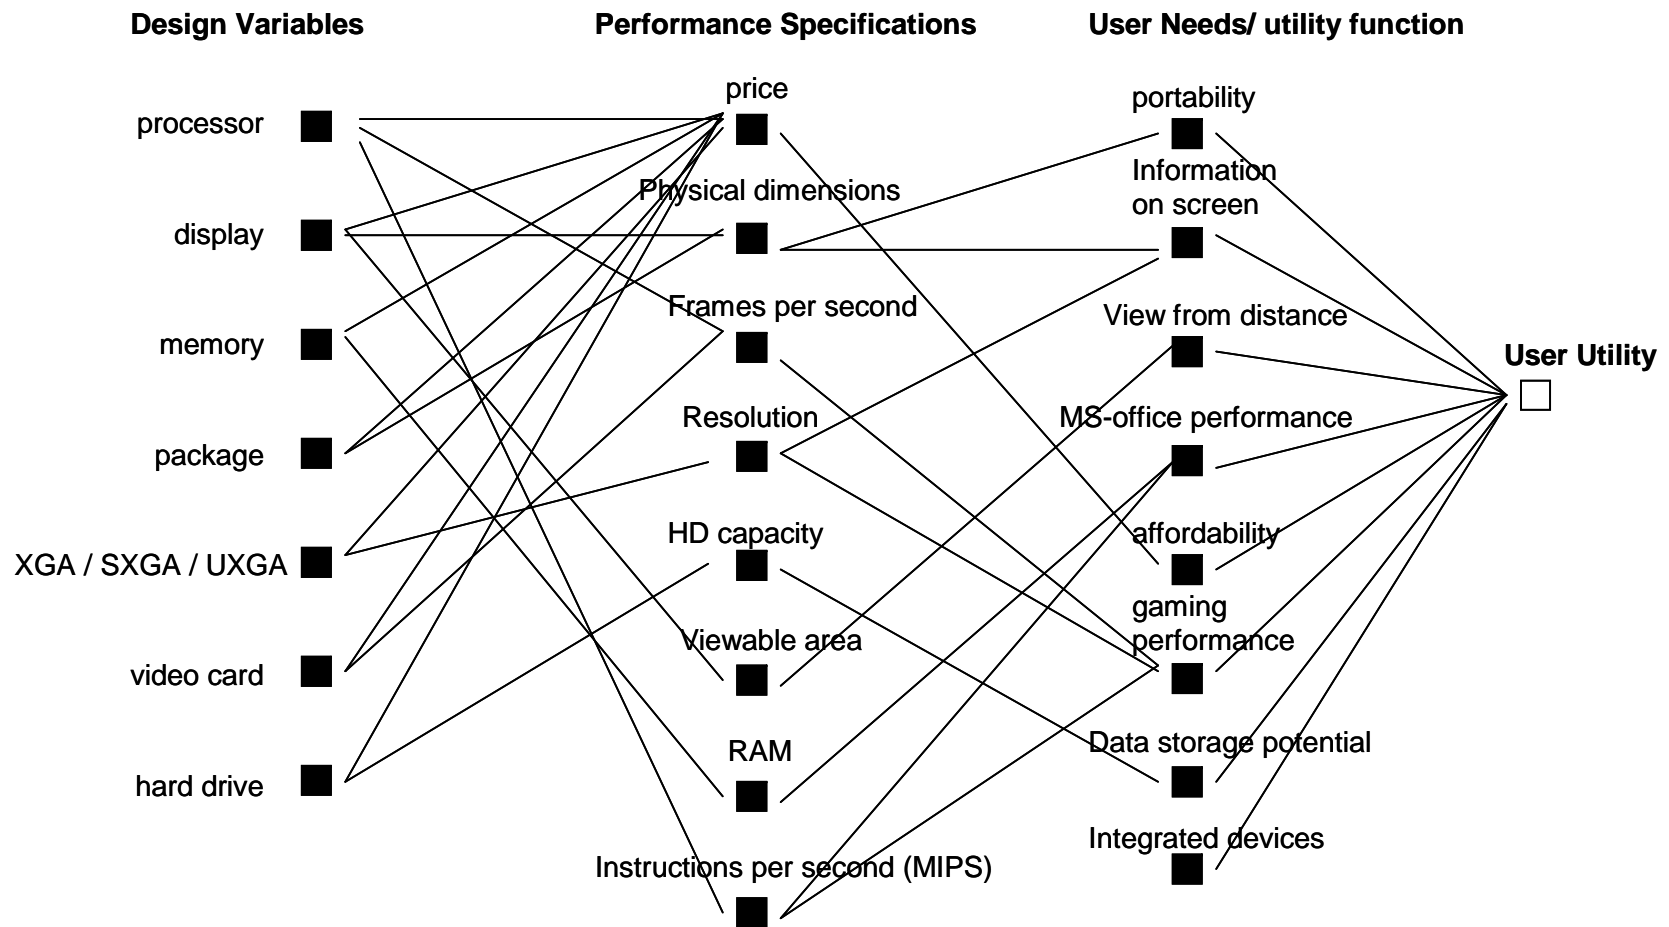 Design Variables
Performance Specifications
User Needs/ utility function
processor
display
memory
package
XGA / SXGA / UXGA
video card
hard drive
price
Physical dimensions
Frames per second
Resolution
HD capacity
Viewable area
RAM
Instructions per second (MIPS)
portability
Information
on screen
View from distance
MS-office performance
affordability
gaming
performance
Data storage potential
Integrated devices
User Utility